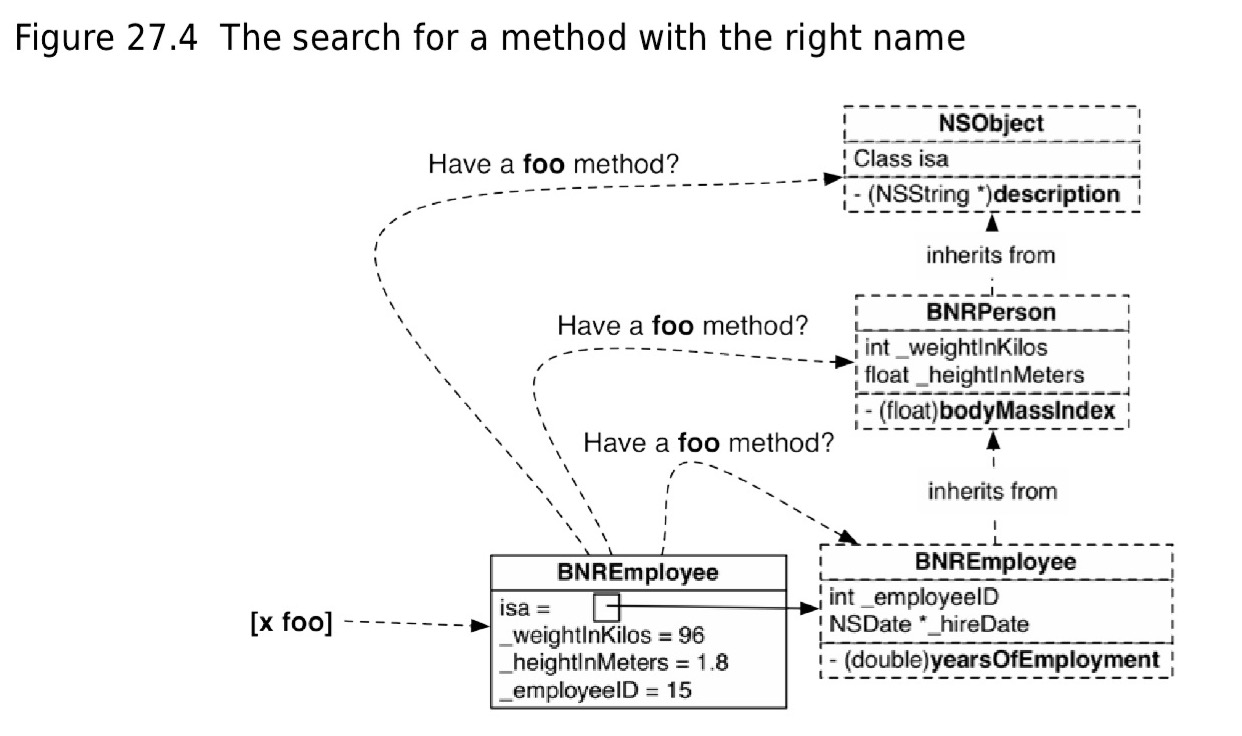 Figure 27.4 The search for a method with the right name
NSObject
Class isa
- (NSString *)description
Have a foo method?
inherits from
BNRPerson
int _weightInKilos
float _heightInMeters
- (float)bodyMassIndex
Have a foo method?
Have a foo method?
inherits from
BNREmployee
int _employeeID
NSDate *_hireDate
- (double)yearsOfEmployment
[x foo]
BNREmployee
isa =
_weightInKilos = 96
_heightInMeters = 1.8
_employeeID = 15